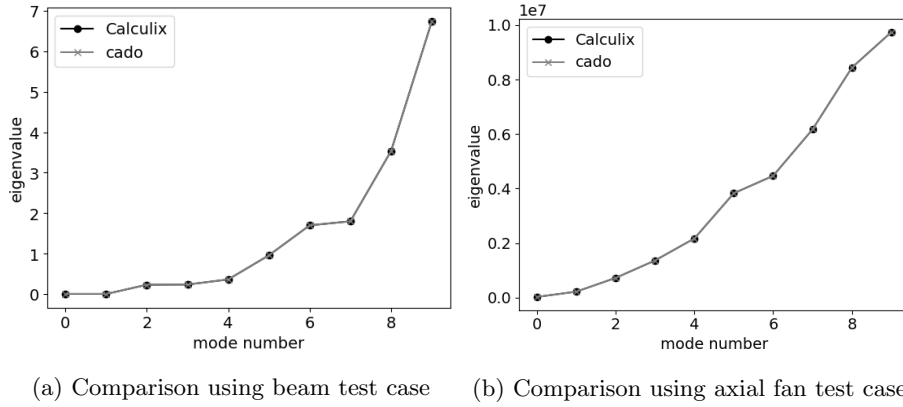 7
6
5
4
3
2
1
0
eigenvalue
Calculix
cado
0 2 4 6 8
mode number
(a) Comparison using beam test case
1e7
1.0
0.8
0.6
0.4
0.2
0.0
eigenvalue
Calculix
cado
0 2 4 6 8
mode number
(b) Comparison using axial fan test case